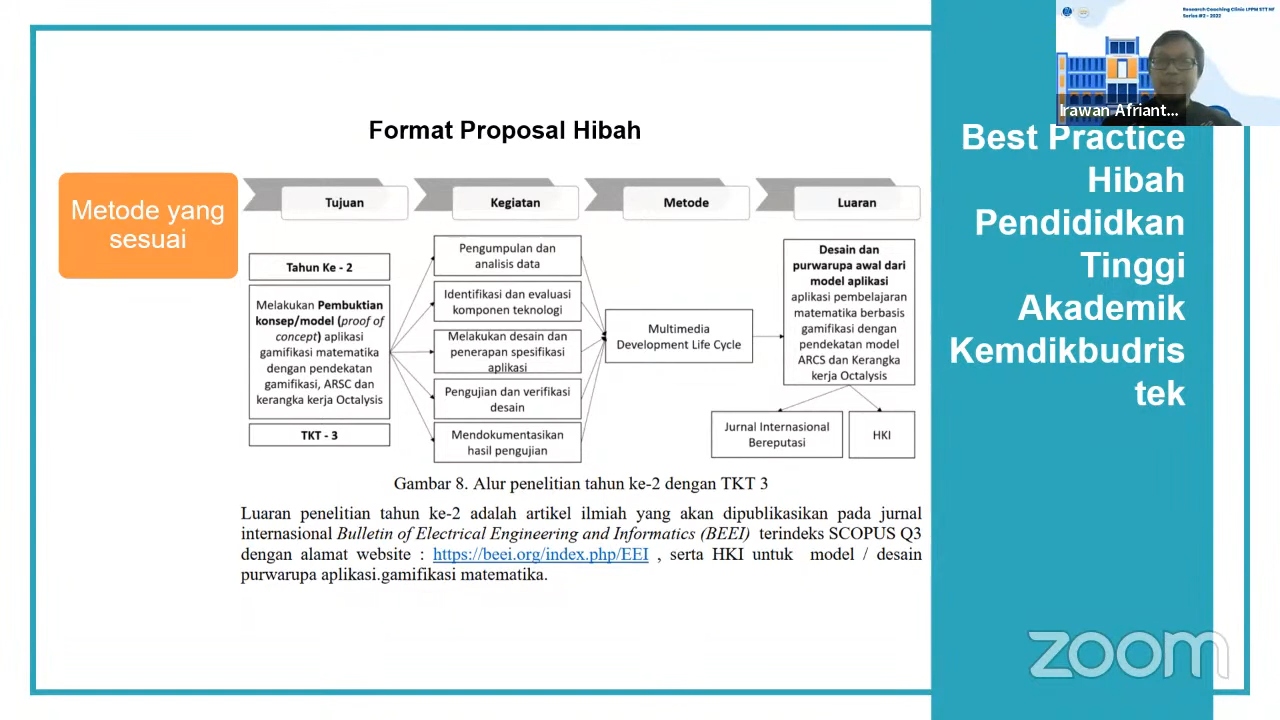 Research Coaching Clinic LPPM STT NF
Series #2 - 2022
Irawan Afriant...
Format Proposal Hibah
Best Practice
Hibah
Pendididkan
Tinggi
Akademik
Kemdikbudris
tek
Metode yang
sesuai
Tujuan
Kegiatan
Metode
Luaran
Tahun Ke - 2
Melakukan Pembuktian
konsep/model (proof of
concept) aplikasi
gamifikasi matematika
dengan pendekatan
gamifikasi, ARSC dan
kerangka kerja Octalysis
TKT - 3
Pengumpulan dan
analisis data
Identifikasi dan evaluasi
komponen teknologi
Melakukan desain dan
penerapan spesifikasi
aplikasi
Pengujian dan verifikasi
desain
Mendokumentasikan
hasil pengujian
Multimedia
Development Life Cycle
Desain dan
purwarupa awal dari
model aplikasi
aplikasi pembelajaran
matematika berbasis
gamifikasi dengan
pendekatan model
ARCS dan Kerangka
kerja Octalysis
Jurnal Internasional
Bereputasi
HKI
Gambar 8. Alur penelitian tahun ke-2 dengan TKT 3
Luaran penelitian tahun ke-2 adalah artikel ilmiah yang akan dipublikasikan pada jurnal
internasional Bulletin of Electrical Engineering and Informatics (BEEI) terindeks SCOPUS Q3
dengan alamat website : https://beei.org/index.php/EEI , serta HKI untuk model / desain
purwarupa aplikasi.gamifikasi matematika.
zoom